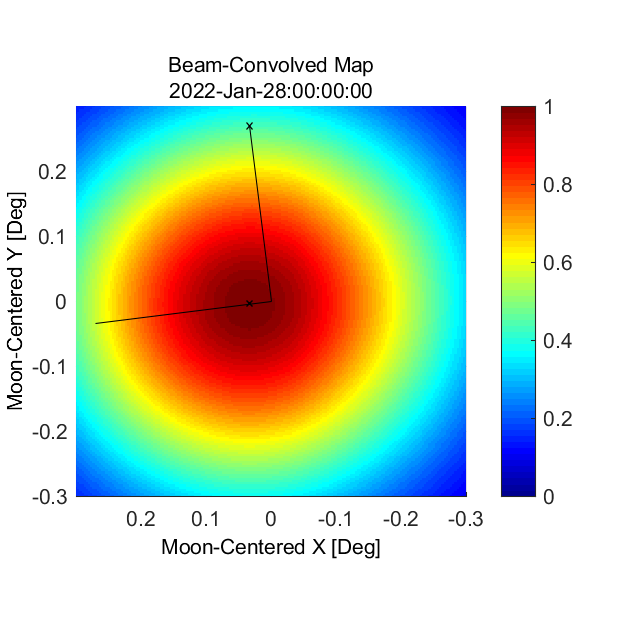 Beam-Convolved Map
2022-Jan-28:00:00:00:00
Moon-Centered Y [Deg]
0.2
0.1
0
-0.1
-0.2
-0.3
0.2 0.1 0 -0.1 -0.2 -0.3
Moon-Centered X [Deg]
1
0.8
0.6
0.4
0.2
0